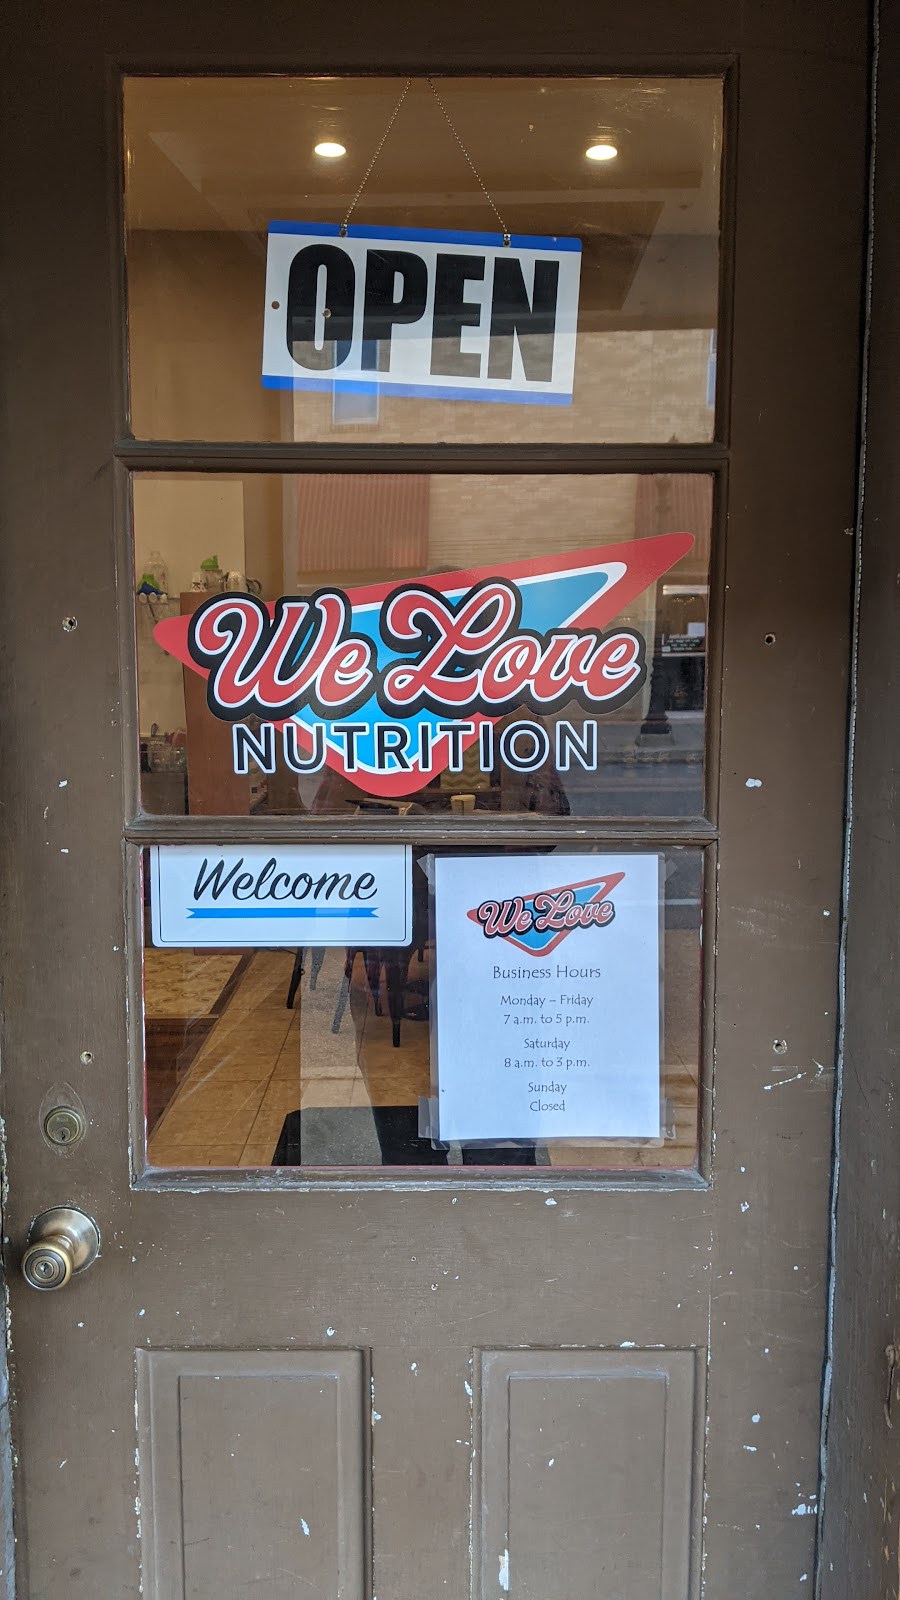 OPEN
We Love
NUTRITION
Welcome
We Love
Business Hours
Monday – Friday
7 a.m. to 5 p.m.
Saturday
8 a.m. to 3 p.m.
Sunday
Closed